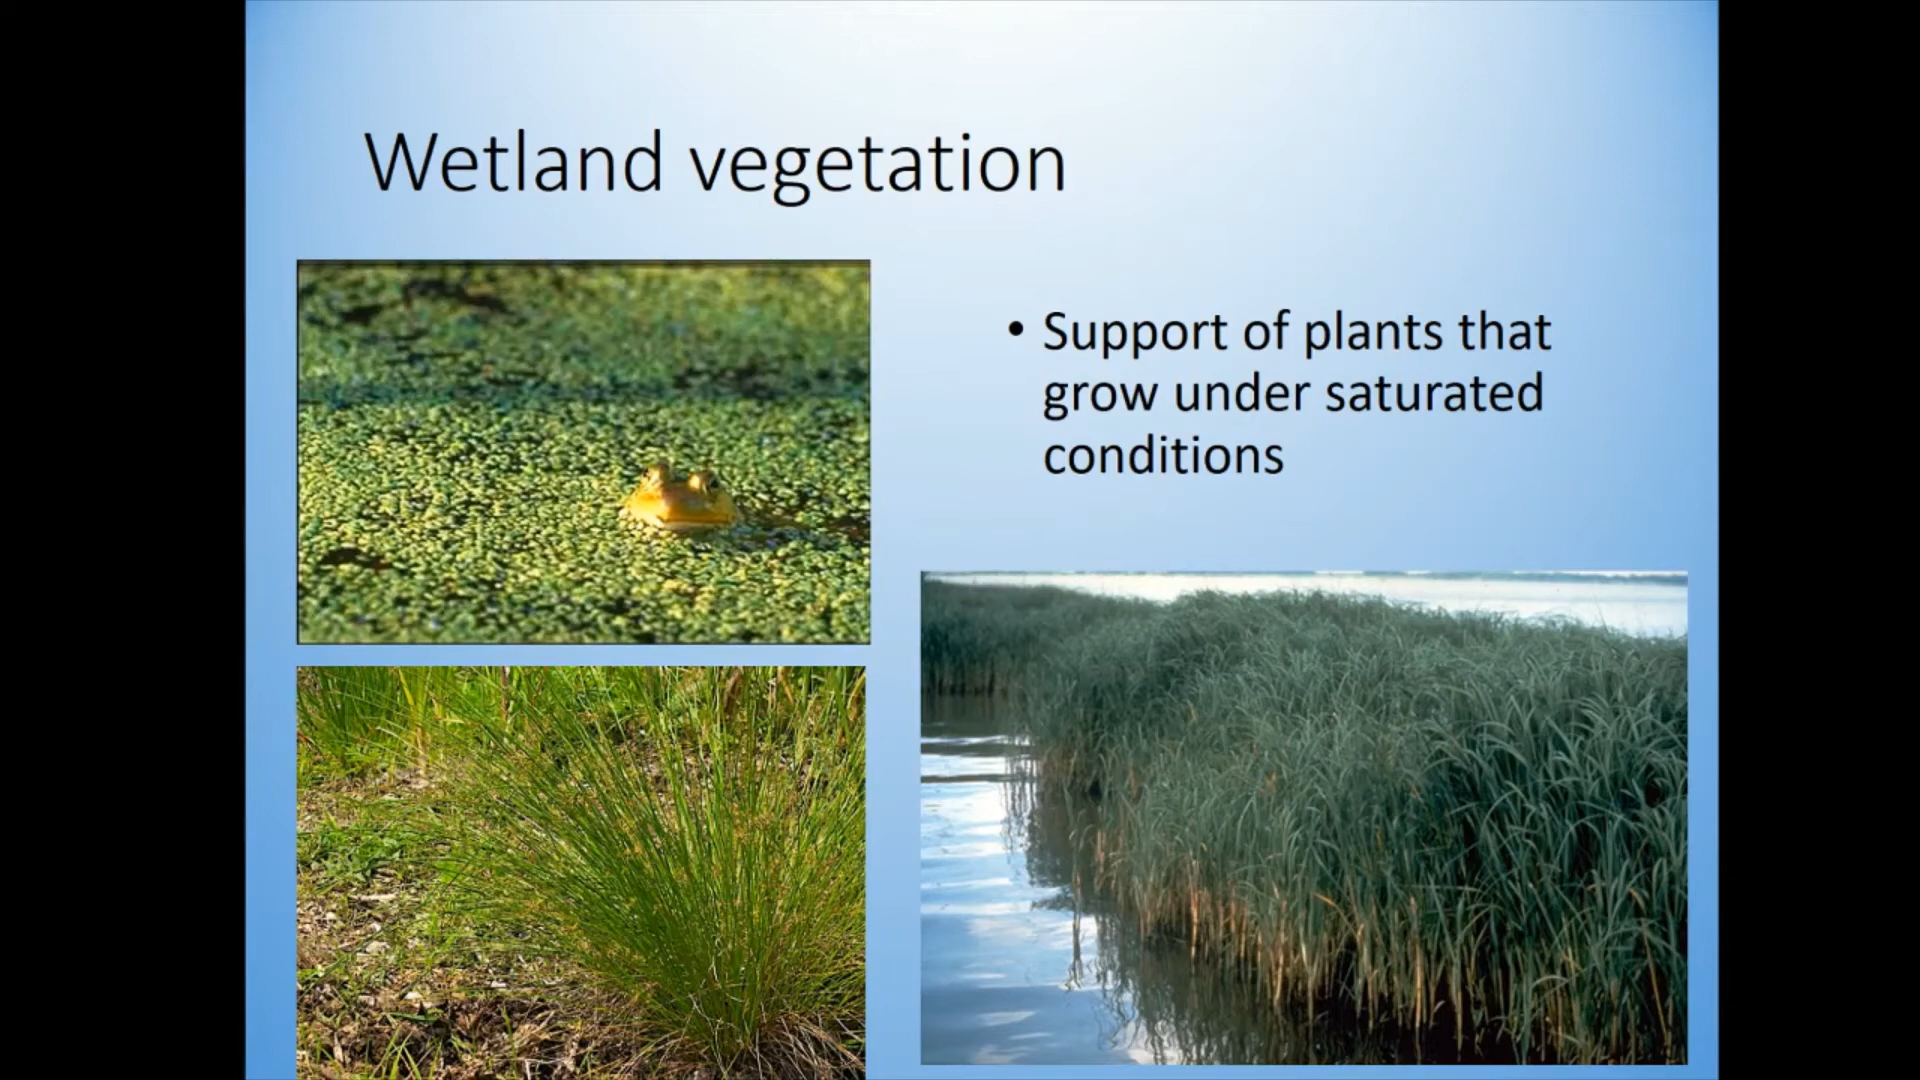 Wetland vegetation
• Support of plants that
grow under saturated
conditions